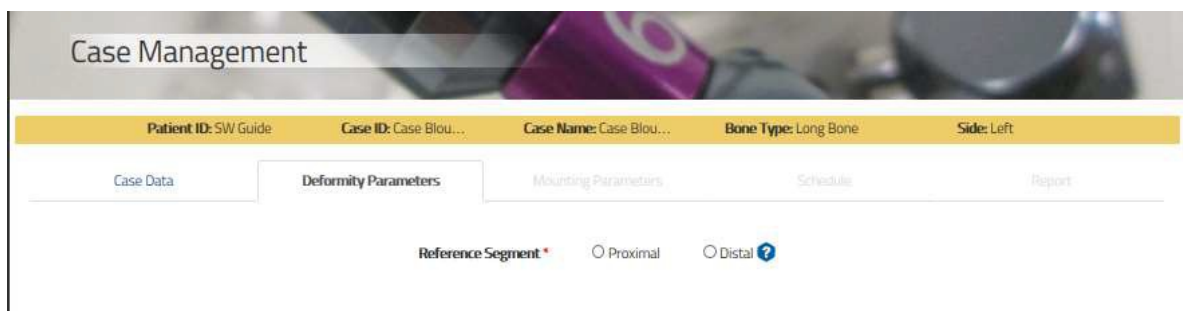 6
Case Management
Patient ID: SW Guide Case ID: Case Blou... Case Name: Case Blou... Bone Type: Long Bone Side: Left
Case Data Deformity Parameters Mounting Parameters Schedule Report
Reference Segment * Proximal Distal ?